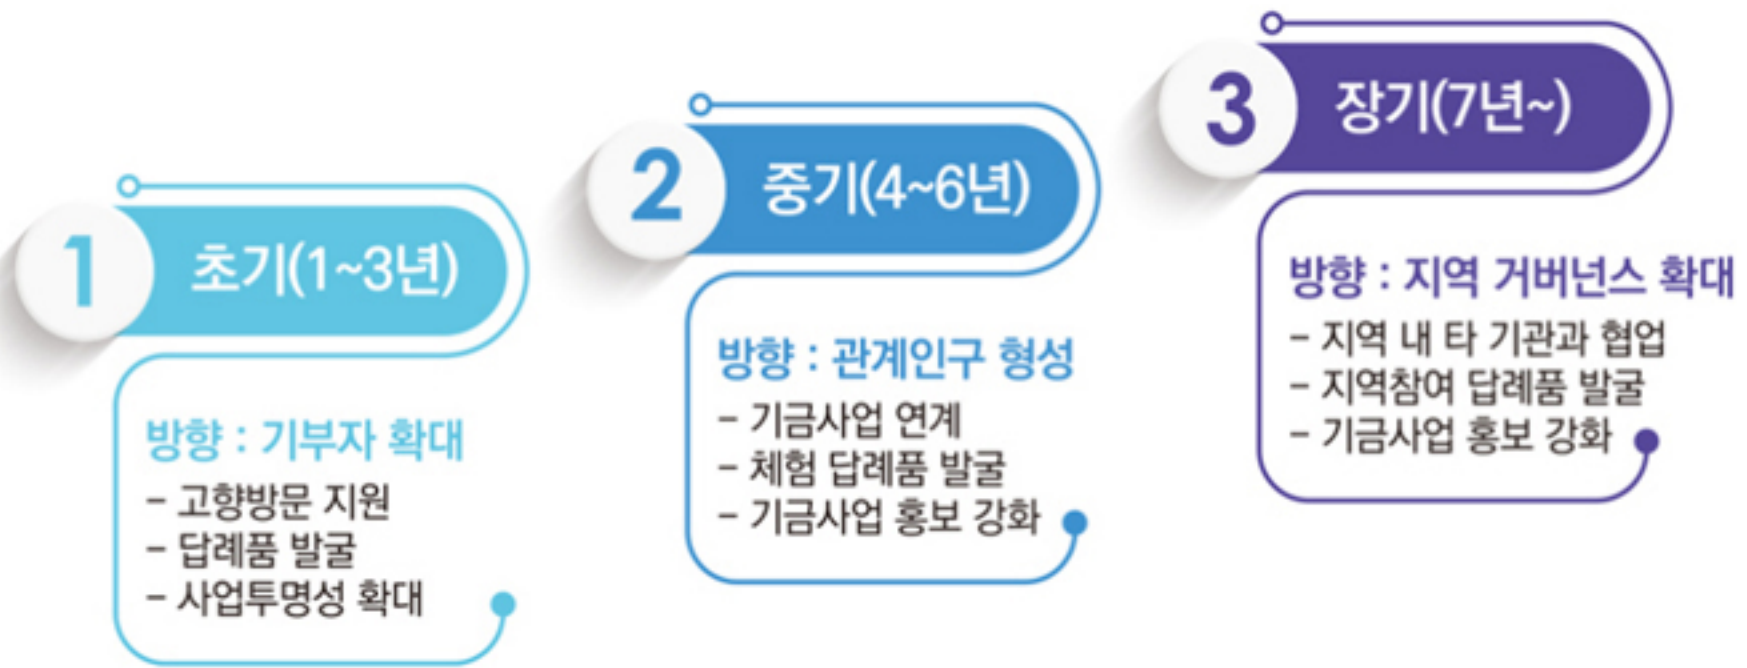 1
초기(1~3년)
방향 : 기부자 확대
- 고향방문 지원
- 답례품 발굴
- 사업투명성 확대
2
중기(4~6년)
방향 : 관계인구 형성
- 기금사업 연계
- 체험 답례품 발굴
- 기금사업 홍보 강화
3
장기(7년~)
방향 : 지역 거버넌스 확대
- 지역 내 타 기관과 협업
- 지역참여 답례품 발굴
- 기금사업 홍보 강화